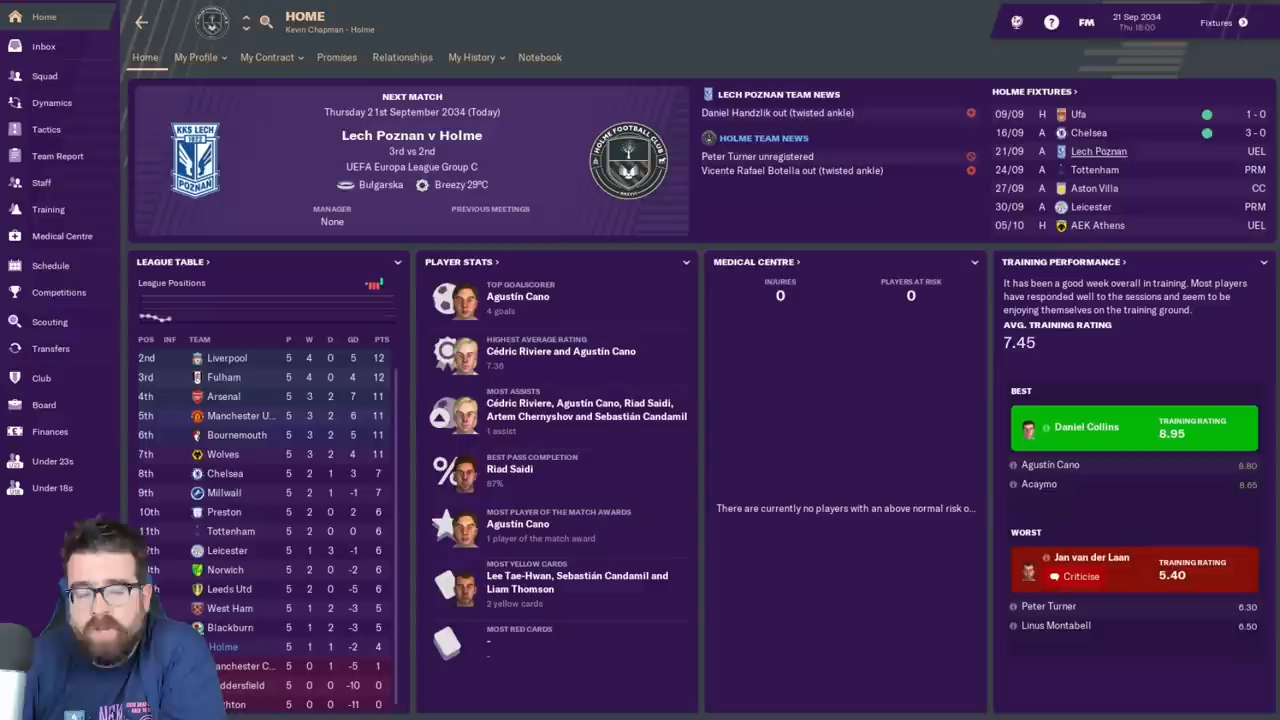 Home
Inbox
Squad
Dynamics
Tactics
Team Report
Staff
Training
Medical Centre
Schedule
Competitions
Scouting
Transfers
Club
Board
Finances
Under 23s
Under 18s
HOME
Kevin Chapman - Holme
FM
21 Sep 2034
Thu 18:00
Fixtures
Home My Profile My Contract Promises Relationships My History Notebook
NEXT MATCH
Thursday 21st September 2034 (Today)
Lech Poznan v Holme
3rd vs 2nd
UEFA Europa League Group C
Bulgarska Breezy 29ºC
MANAGER PREVIOUS MEETINGS
None
KKS LECH
1922
POZNAŃ
HOLME FOOTBALL CLUB
LECH POZNAN TEAM NEWS
Daniel Handzlik out (twisted ankle)
HOLME TEAM NEWS
Peter Turner unregistered
Vicente Rafael Botella out (twisted ankle)
HOLME FIXTURES >
09/09 H Ufa 1 - 0
16/09 A Chelsea 3 - 0
21/09 A Lech Poznan UEL
24/09 A Tottenham PRM
27/09 A Aston Villa CC
30/09 A Leicester PRM
05/10 H AEK Athens UEL
LEAGUE TABLE >
League Positions
POS INF TEAM P W D GD PTS
2nd Liverpool 5 4 0 5 12
3rd Fulham 5 4 0 4 12
4th Arsenal 5 3 2 7 11
5th Manchester U... 5 3 2 6 11
6th Bournemouth 5 3 2 5 11
7th Wolves 5 3 2 4 11
8th Chelsea 5 2 1 3 7
9th Millwall 5 2 1 -1 7
10th Preston 5 2 0 2 6
11th Tottenham 5 2 0 0 6
2th Leicester 5 1 3 -1 6
th Norwich 5 2 0 -2 6
Leeds Utd 5 2 0 -5 6
West Ham 5 1 2 -3 5
Blackburn 5 1 2 -3 5
Holme 5 1 1 -2 4
anchester C... 5 0 1 -5 1
ddersfield 5 0 0 -10 0
hton 5 0 0 -11 0
PLAYER STATS >
TOP GOALSCORER
Agustín Cano
4 goals
HIGHEST AVERAGE RATING
Cédric Riviere and Agustín Cano
7.38
MOST ASSISTS
Cédric Riviere, Agustín Cano, Riad Saidi,
Artem Chernyshov and Sebastián Candamil
1 assist
BEST PASS COMPLETION
Riad Saidi
87%
MOST PLAYER OF THE MATCH AWARDS
Agustín Cano
1 player of the match award
MOST YELLOW CARDS
Lee Tae-Hwan, Sebastián Candamil and
Liam Thomson
2 yellow cards
MOST RED CARDS
-
-
MEDICAL CENTRE >
INJURIES PLAYERS AT RISK
0 0
There are currently no players with an above normal risk o...
TRAINING PERFORMANCE >
It has been a good week overall in training. Most players
have responded well to the sessions and seem to be
enjoying themselves on the training ground.
AVG. TRAINING RATING
7.45
BEST
Daniel Collins
TRAINING RATING
8.95
Agustín Cano 8.80
Acaymo 8.65
WORST
Jan van der Laan
Criticise
TRAINING RATING
5.40
Peter Turner 6.30
Linus Montabell 6.50